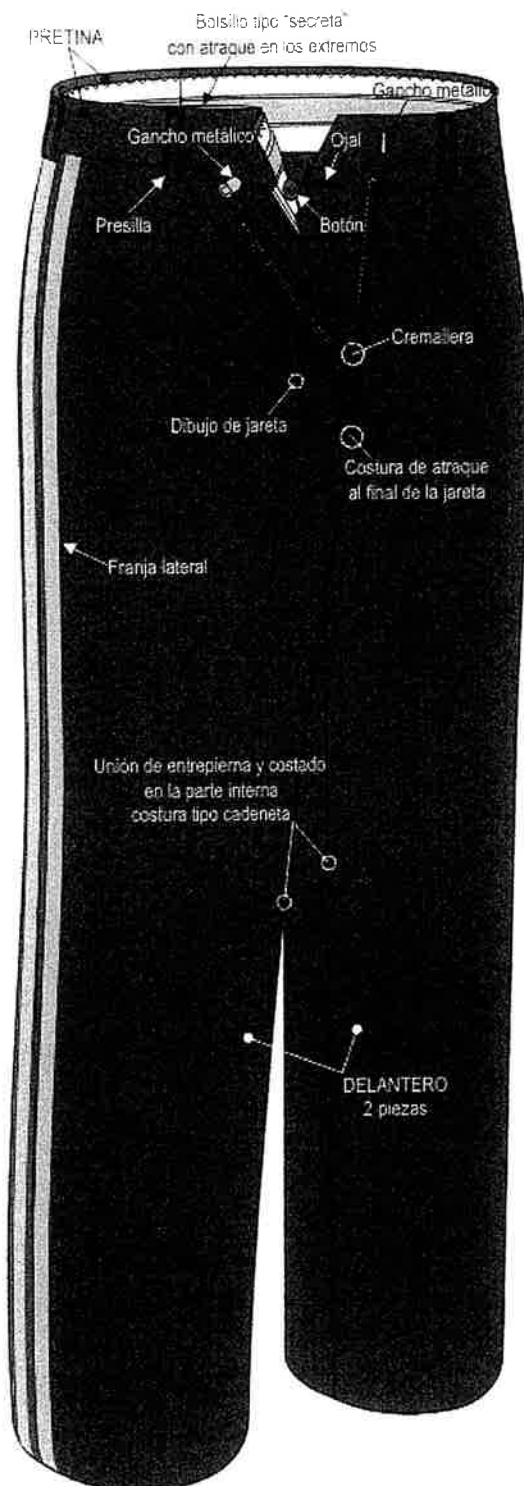 Bolsillo tipo "secreta"
con atraque en los extremos
PRETINA
Gancho metálico
Gancho metálico
Ojal
Presilla
Botón
Cremallera
Dibujo de jareta
Costura de atraque
al final de la jareta
Franja lateral
Unión de entrepierna y costado
en la parte interna
costura tipo cadeneta
DELANTERO
2 piezas